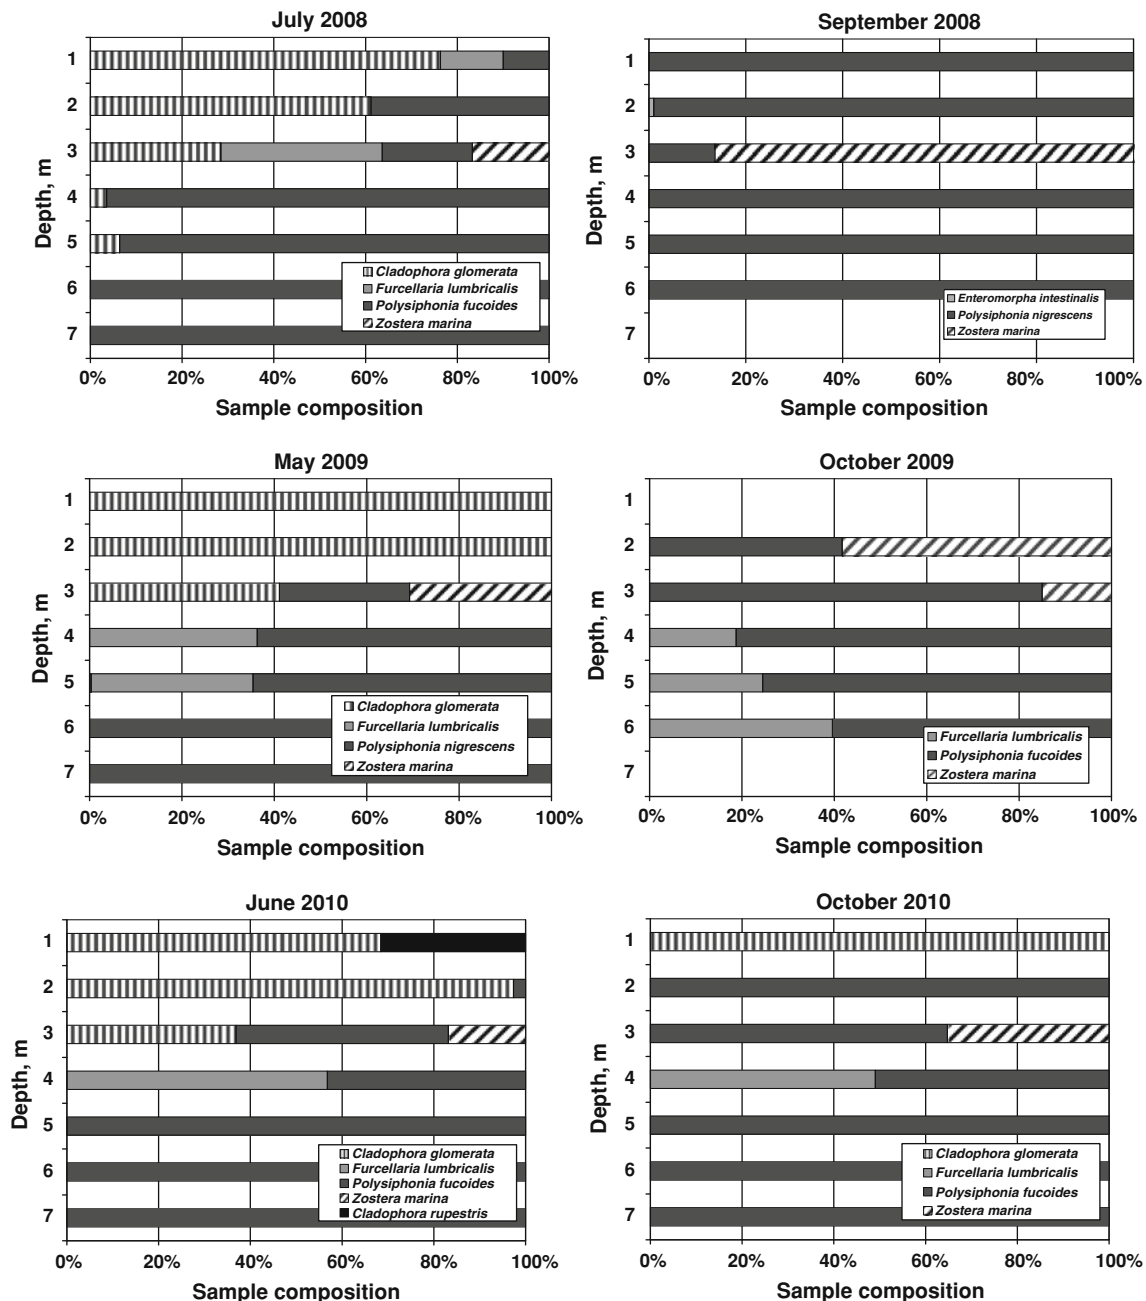 July 2008
Depth, m
1
2
3
4
5
6
7
Cladophora glomerata
Furcellaria lumbricalis
Polysiphonia fucoides
Zostera marina
0% 20% 40% 60% 80% 100%
Sample composition
September 2008
Depth, m
1
2
3
4
5
6
7
Enteromorpha intestinalis
Polysiphonia nigrescens
Zostera marina
0% 20% 40% 60% 80% 100%
Sample composition
May 2009
Depth, m
1
2
3
4
5
6
7
Cladophora glomerata
Furcellaria lumbricalis
Polysiphonia nigrescens
Zostera marina
0% 20% 40% 60% 80% 100%
Sample composition
October 2009
Depth, m
1
2
3
4
5
6
7
Furcellaria lumbricalis
Polysiphonia fucoides
Zostera marina
0% 20% 40% 60% 80% 100%
Sample composition
June 2010
Depth, m
1
2
3
4
5
6
7
Cladophora glomerata
Furcellaria lumbricalis
Polysiphonia fucoides
Zostera marina
Cladophora rupestris
0% 20% 40% 60% 80% 100%
Sample composition
October 2010
Depth, m
1
2
3
4
5
6
7
Cladophora glomerata
Furcellaria lumbricalis
Polysiphonia fucoides
Zostera marina
0% 20% 40% 60% 80% 100%
Sample composition